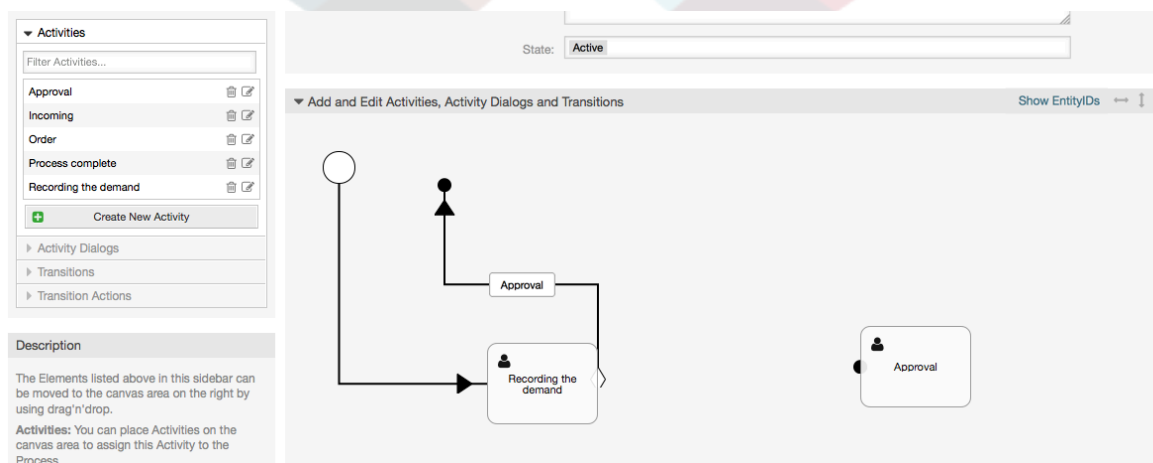 Activities
Filter Activities...
Approval
Incoming
Order
Process complete
Recording the demand
Create New Activity
Activity Dialogs
Transitions
Transition Actions
Description
The Elements listed above in this sidebar can
be moved to the canvas area on the right by
using drag'n'drop.
Activities: You can place Activities on the
canvas area to assign this Activity to the
Process.
State:
Active
Add and Edit Activities, Activity Dialogs and Transitions
Show EntityIDs
Approval
Recording the
demand
Approval